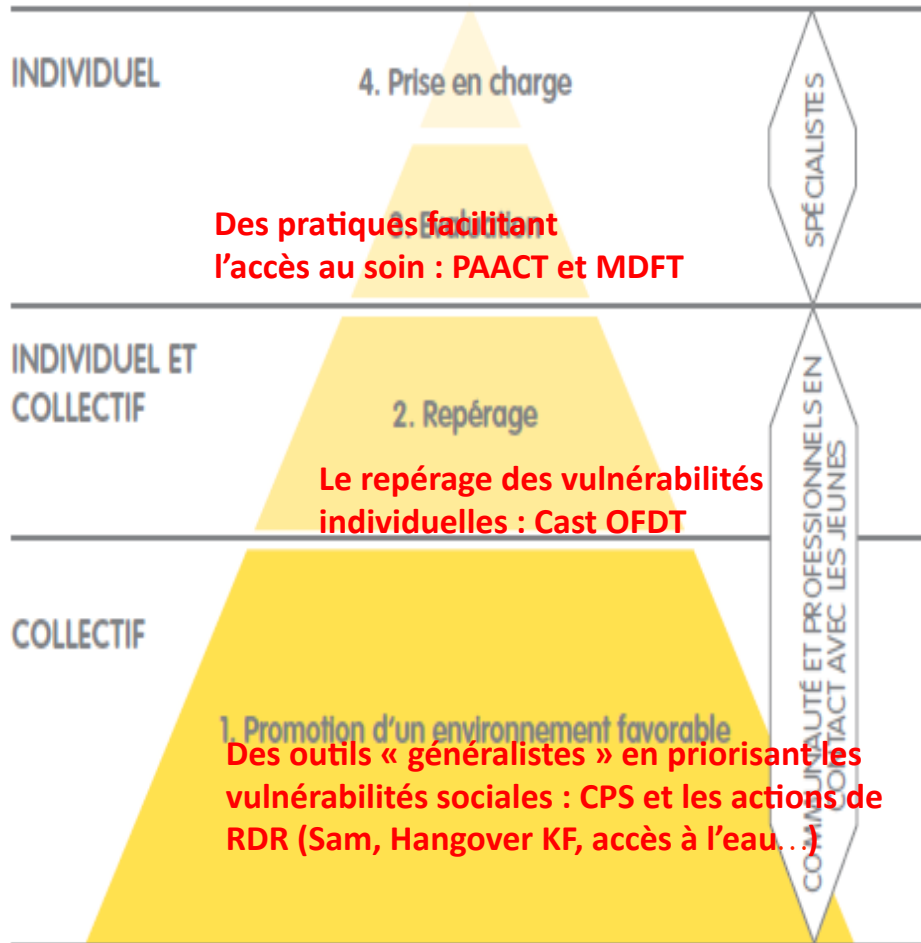 INDIVIDUEL
4. Prise en charge
SPÉCIALISTES
3. Evaluation
Des pratiques facilitant
l’accès au soin : PAACT et MDFT
INDIVIDUEL ET
COLLECTIF
2. Repérage
Le repérage des vulnérabilités
individuelles : Cast OFDT
COMMUNAUTÉ ET PROFESSIONNELS EN
CONTACT AVEC LES JEUNES
COLLECTIF
1. Promotion d’un environnement favorable
Des outils « généralistes » en priorisant les
vulnérabilités sociales : CPS et les actions de
RDR (Sam, Hangover KF, accès à l’eau…)